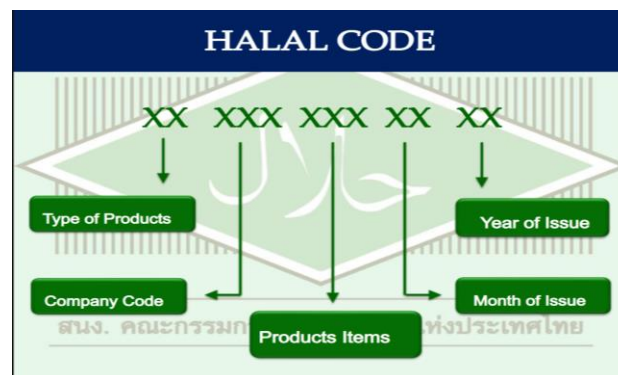 HALAL CODE
XX XXX XXX XX XX
حلال
Type of Products
Year of Issue
Company Code
Month of Issue
Products Items
สนง. คณะกรรมก
แห่งประเทศไทย